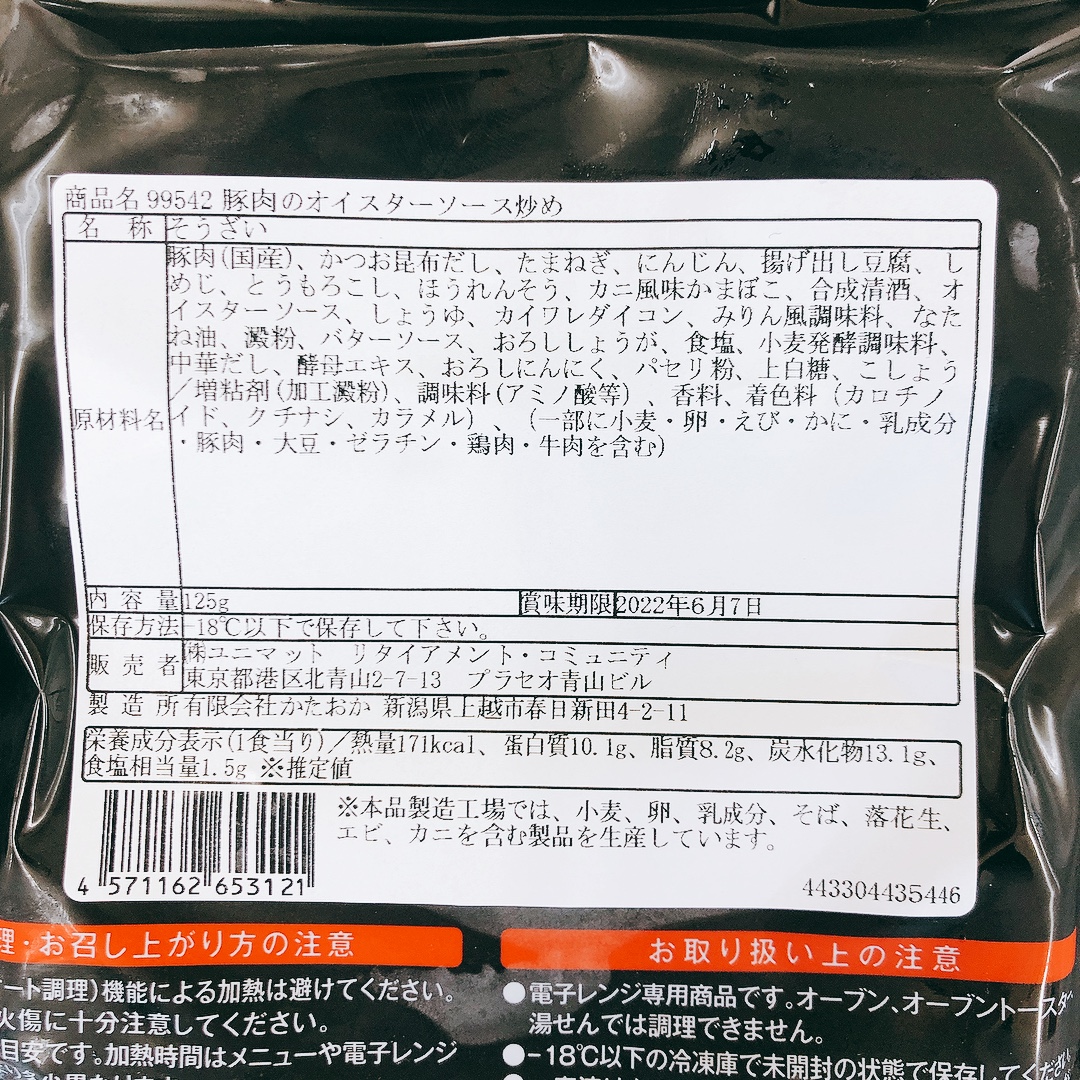 商品名 99542 豚肉のオイスターソース炒め
名 称 そうざい
豚肉(国産)、かつお昆布だし、たまねぎ、にんじん、揚げ出し豆腐、し
めじ、とうもろこし、ほうれんそう、カニ風味かまぼこ、合成清酒、オ
イスターソース、しょうゆ、カイワレダイコン、みりん風調味料、なた
ね油、澱粉、バターソース、おろししょうが、食塩、小麦発酵調味料、
中華だし、酵母エキス、おろしにんにく、パセリ粉、上白糖、こしょう
／増粘剤(加工澱粉)、調味料(アミノ酸等)、香料、着色料（カロチノ
原材料名 イド、クチナシ、カラメル）、（一部に小麦・卵・えび・かに・乳成分
・豚肉・大豆・ゼラチン・鶏肉・牛肉を含む)
内 容 量 125g 賞味期限 2022年6月7日
保存方法 -18℃以下で保存して下さい。
販 売 者 ㈱ユニマット リタイアメント・コミュニティ
東京都港区北青山2-7-13 プラセオ青山ビル
製 造 所 有限会社かたおか 新潟県上越市春日新田4-2-11
栄養成分表示(1食当り)／熱量171kcal、蛋白質10.1g、脂質8.2g、炭水化物13.1g、
食塩相当量1.5g ※推定値
※本品製造工場では、小麦、卵、乳成分、そば、落花生、
エビ、カニを含む製品を生産しています。
4 571162 653121
443304435446
理・お召し上がり方の注意
ート調理)機能による加熱は避けてください。
火傷に十分注意してください。
目安です。加熱時間はメニューや電子レンジ
お取り扱い上の注意
●電子レンジ専用商品です。オーブン、オーブントースター
湯せんでは調理できません。
●-18℃以下の冷凍庫で未開封の状態で保存してください